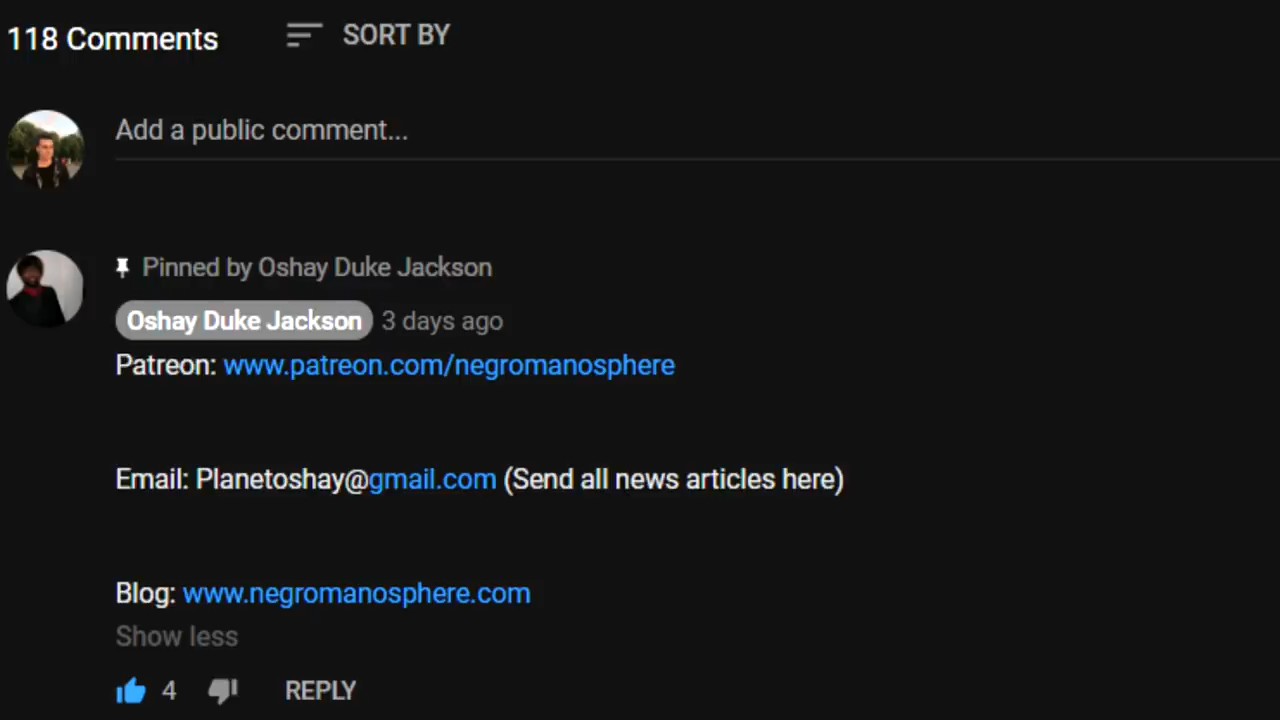 118 Comments
SORT BY
Add a public comment...
Pinned by Oshay Duke Jackson
Oshay Duke Jackson 3 days ago
Patreon: www.patreon.com/negromanosphere
Email: Planetoshay@gmail.com (Send all news articles here)
Blog: www.negromanosphere.com
Show less
4
REPLY